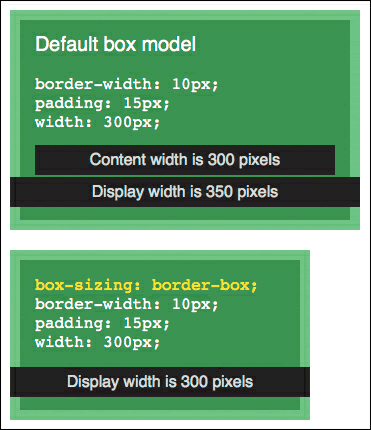 Default box model
border-width: 10px;
padding: 15px;
width: 300px;
Content width is 300 pixels
Display width is 350 pixels
box-sizing: border-box;
border-width: 10px;
padding: 15px;
width: 300px;
Display width is 300 pixels